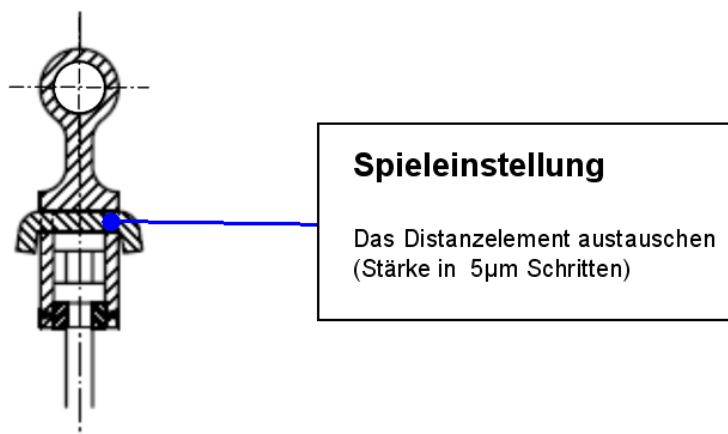 Spieleinstellung
Das Distanzelement austauschen
(Stärke in 5µm Schritten)